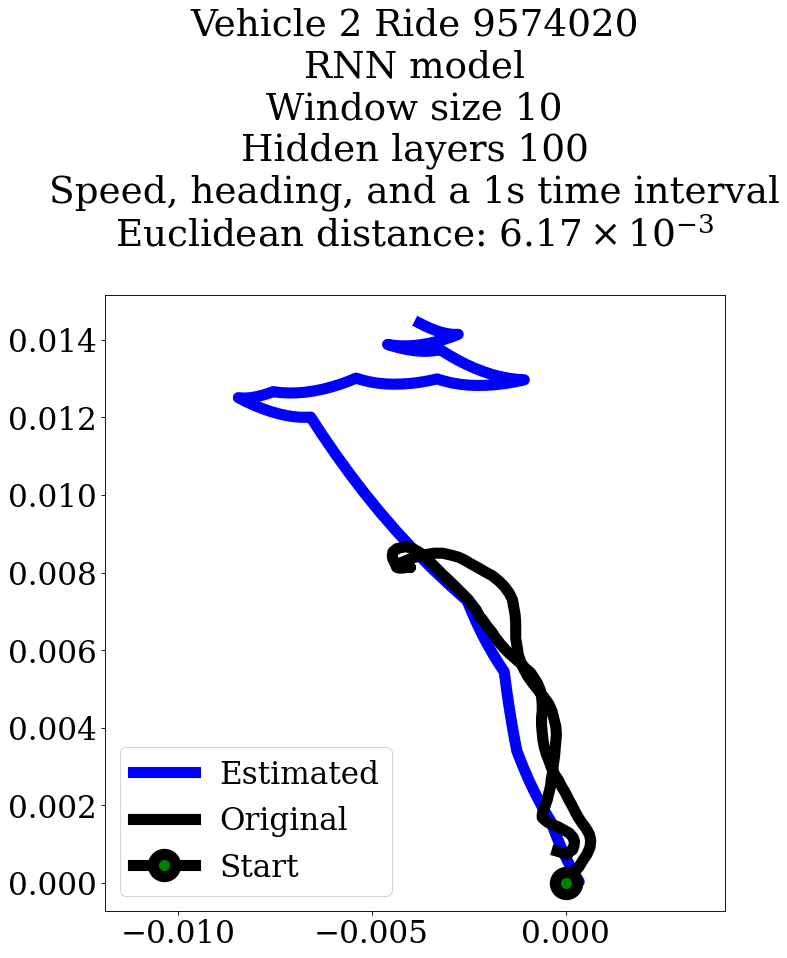 Vehicle 2 Ride 9574020
RNN model
Window size 10
Hidden layers 100
Speed, heading, and a 1s time interval
Euclidean distance: 6.17 × 10⁻³
0.014
0.012
0.010
0.008
0.006
0.004
0.002
0.000
Estimated
Original
Start
−0.010
−0.005
0.000